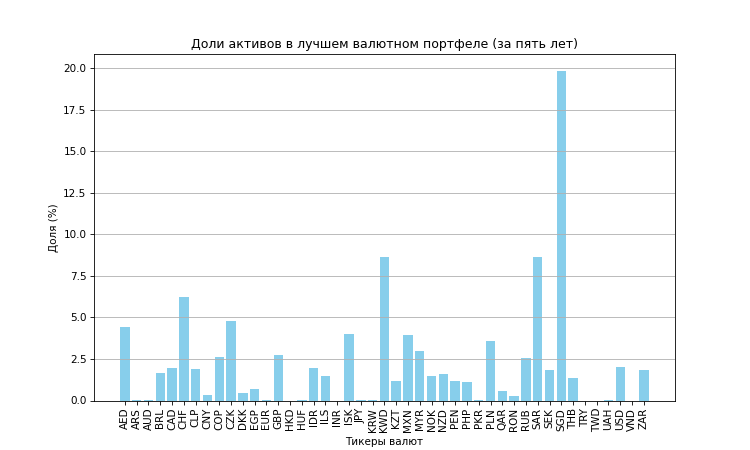 Доли активов в лучшем валютном портфеле (за пять лет)
20.0
17.5
15.0
12.5
10.0
7.5
5.0
2.5
0.0
Доля (%)
AED ARS AUD BRL CAD CHF CLP CNY COP CZK DKK EGP EUR GBP HKD HUF IDR ILS INR ISK JPY KRW KWD KZT MXN MYR NOK NZD PEN PHP PKR PLN QAR RON RUB SAR SEK SGD THB TRY TWD UAH USD VND ZAR
Тикеры валют